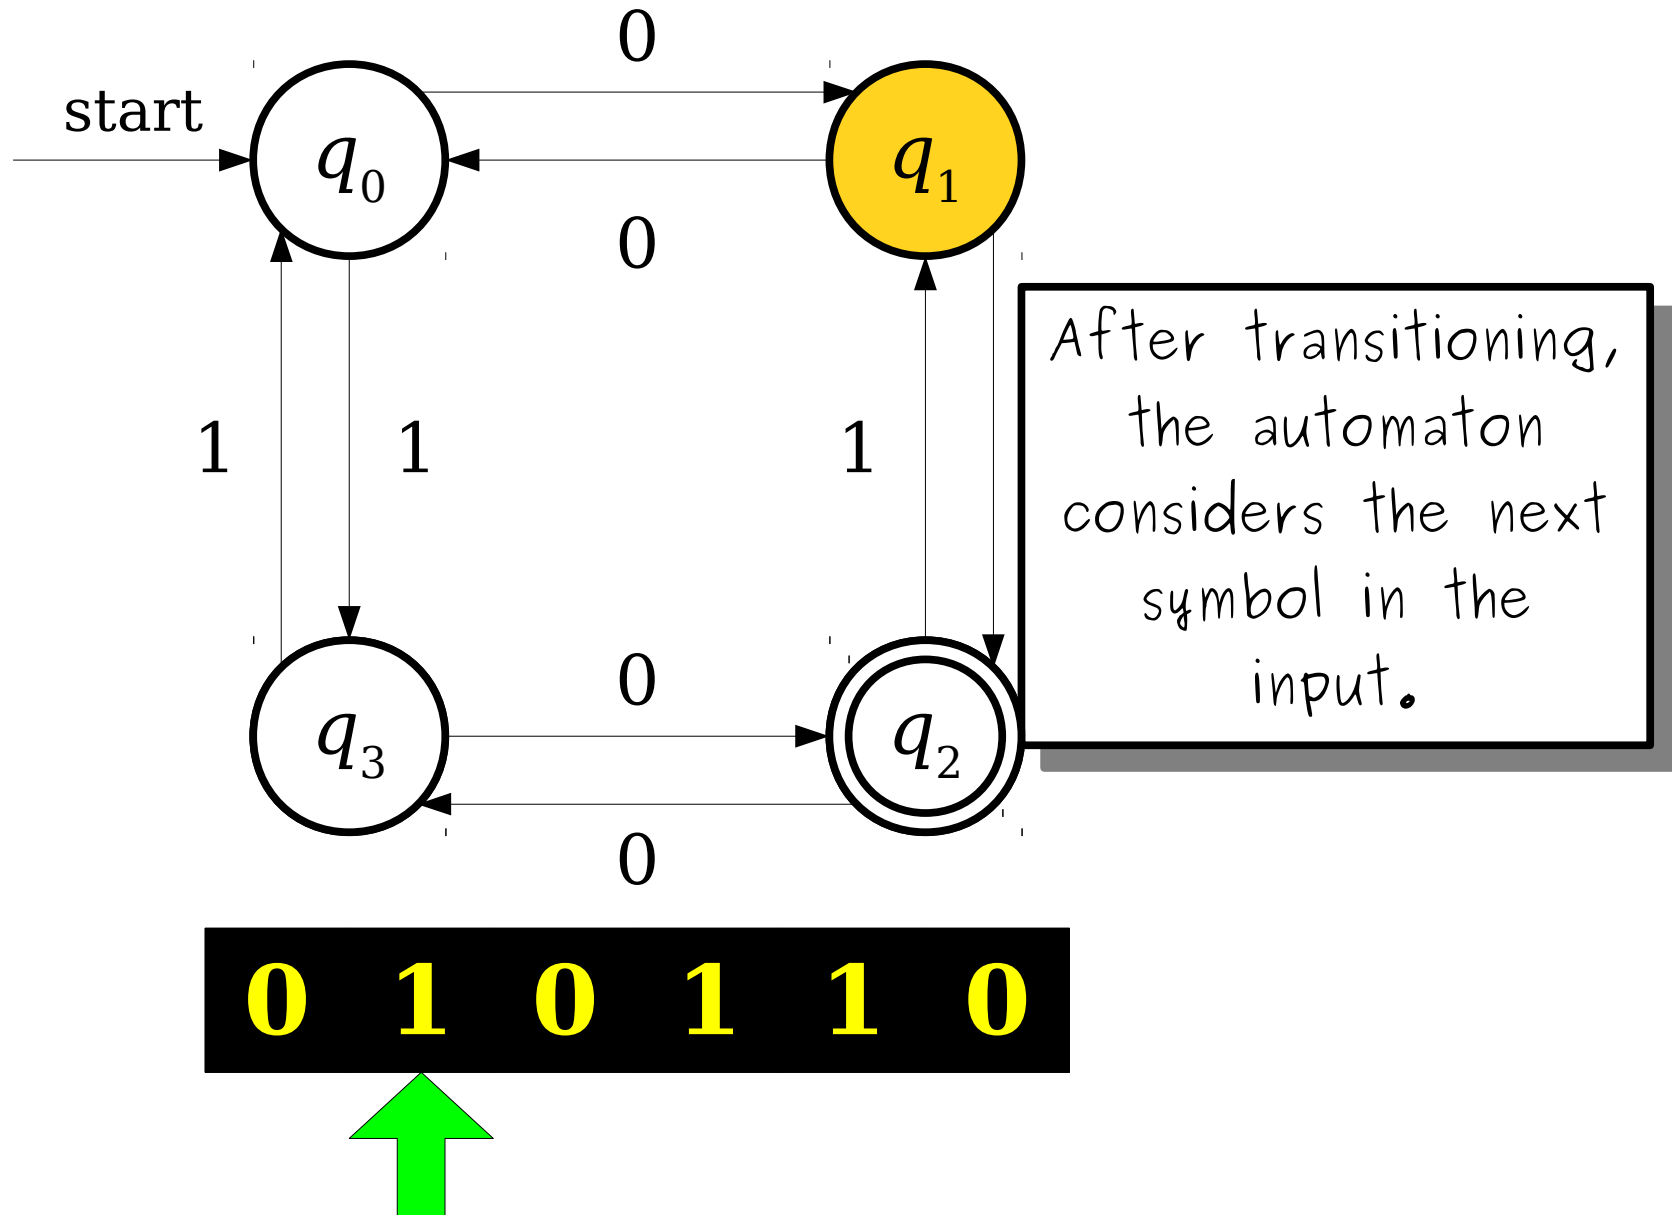 0
start
q0
q1
0
After transitioning,
the automaton
considers the next
symbol in the
input.
1
1
1
0
q3
q2
0
0 1 0 1 1 0